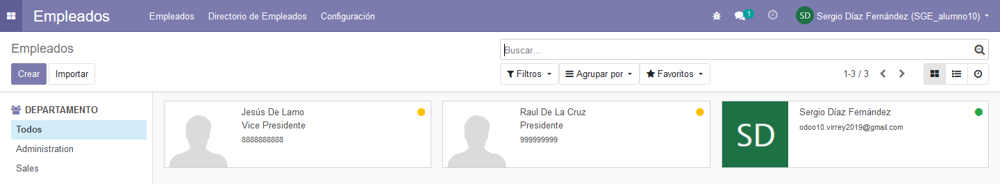 Empleados Empleados Directorio de Empleados Configuración 1 SD Sergio Díaz Fernández (SGE_alumno10)
Empleados
Buscar...
Crear Importar Filtros Agrupar por Favoritos 1-3 / 3
DEPARTAMENTO
Todos
Administration
Sales
Jesús De Lamo
Vice Presidente
8888888888
Raul De La Cruz
Presidente
999999999
SD
Sergio Díaz Fernández
odoo10.virrey2019@gmail.com